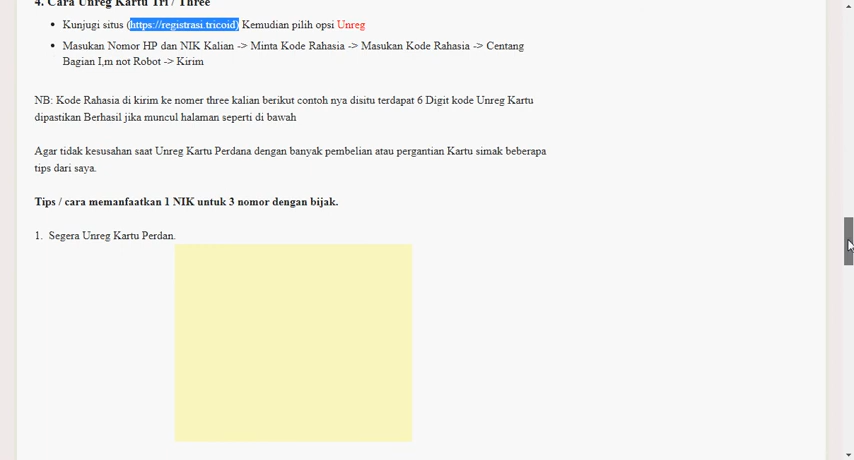 4. Cara Unreg Kartu Tri / Three
Kunjugi situs (https://registrasi.tricoid) Kemudian pilih opsi Unreg
Masukan Nomor HP dan NIK Kalian -> Minta Kode Rahasia -> Masukan Kode Rahasia -> Centang
Bagian I,m not Robot -> Kirim
NB: Kode Rahasia di kirim ke nomer three kalian berikut contoh nya disitu terdapat 6 Digit kode Unreg Kartu
dipastikan Berhasil jika muncul halaman seperti di bawah
Agar tidak kesusahan saat Unreg Kartu Perdana dengan banyak pembelian atau pergantian Kartu simak beberapa
tips dari saya.
Tips / cara memanfaatkan 1 NIK untuk 3 nomor dengan bijak.
1. Segera Unreg Kartu Perdan.